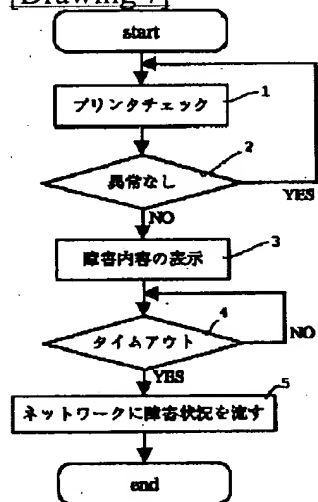 [Drawing 7]
start
プリンタチェック
1
異常なし
2
YES
NO
障害内容の表示
3
タイムアウト
4
NO
YES
ネットワークに障害状況を流す
5
end